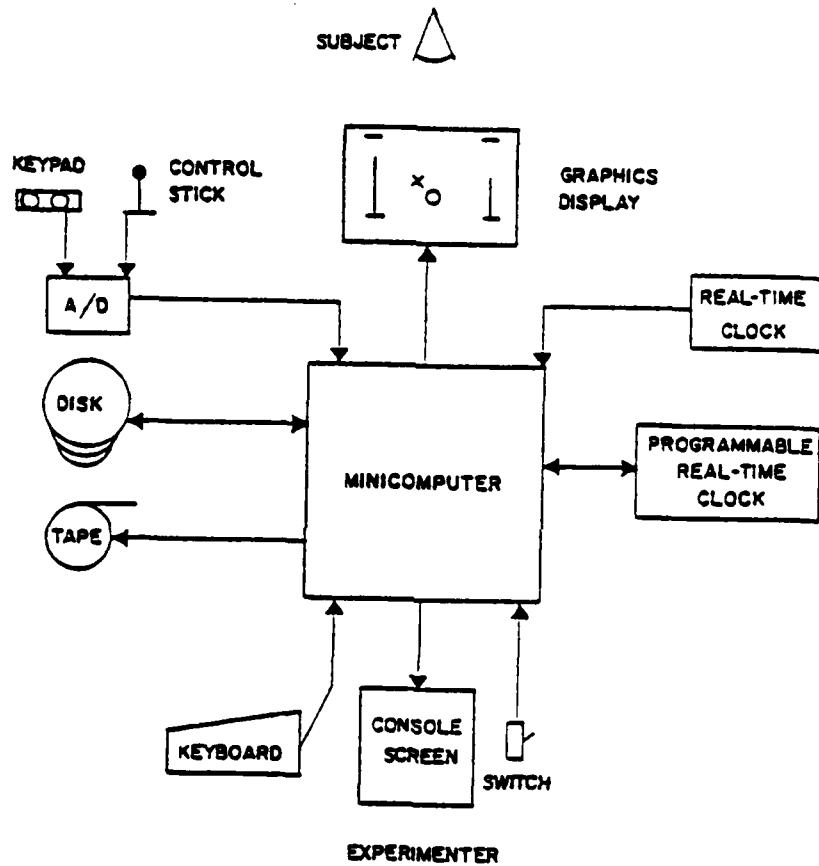 SUBJECT
KEYPAD
CONTROL
STICK
X
GRAPHICS
DISPLAY
A/D
REAL-TIME
CLOCK
DISK
MINICOMPUTER
PROGRAMMABLE
REAL-TIME
CLOCK
TAPE
KEYBOARD
CONSOLE
SCREEN
SWITCH
EXPERIMENTER